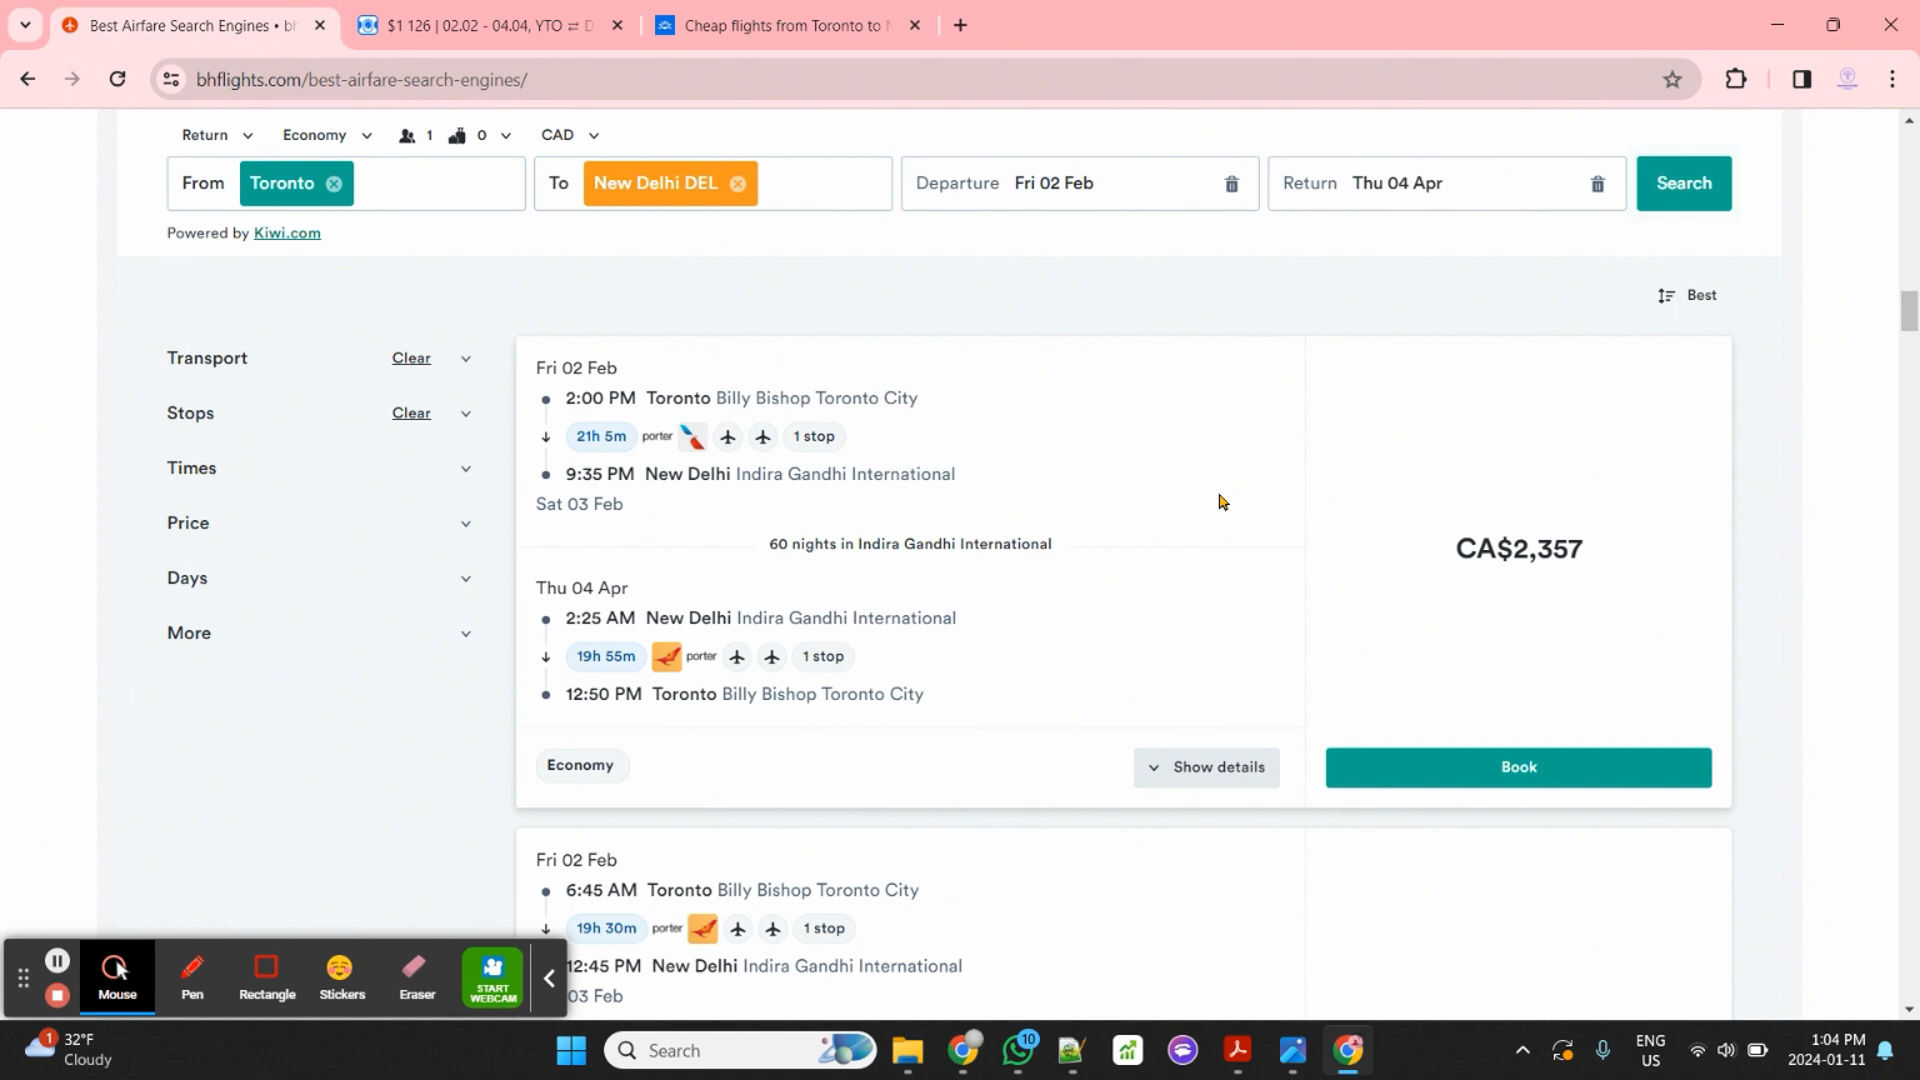 Best Airfare Search Engines • bh
$1 126 | 02.02 - 04.04, YTO ⇄ D
Cheap flights from Toronto to N
bhflights.com/best-airfare-search-engines/
Return Economy 1 0 CAD
From Toronto To New Delhi DEL Departure Fri 02 Feb Return Thu 04 Apr Search
Powered by Kiwi.com
Best
Transport Clear
Stops Clear
Times
Price
Days
More
Fri 02 Feb
2:00 PM Toronto Billy Bishop Toronto City
21h 5m porter 1 stop
9:35 PM New Delhi Indira Gandhi International
Sat 03 Feb
60 nights in Indira Gandhi International
CA$2,357
Thu 04 Apr
2:25 AM New Delhi Indira Gandhi International
19h 55m porter 1 stop
12:50 PM Toronto Billy Bishop Toronto City
Economy Show details Book
Fri 02 Feb
6:45 AM Toronto Billy Bishop Toronto City
19h 30m porter 1 stop
12:45 PM New Delhi Indira Gandhi International
03 Feb
Mouse Pen Rectangle Stickers Eraser START WEBCAM
1 32°F
Cloudy
Search
10
ENG
US
1:04 PM
2024-01-11